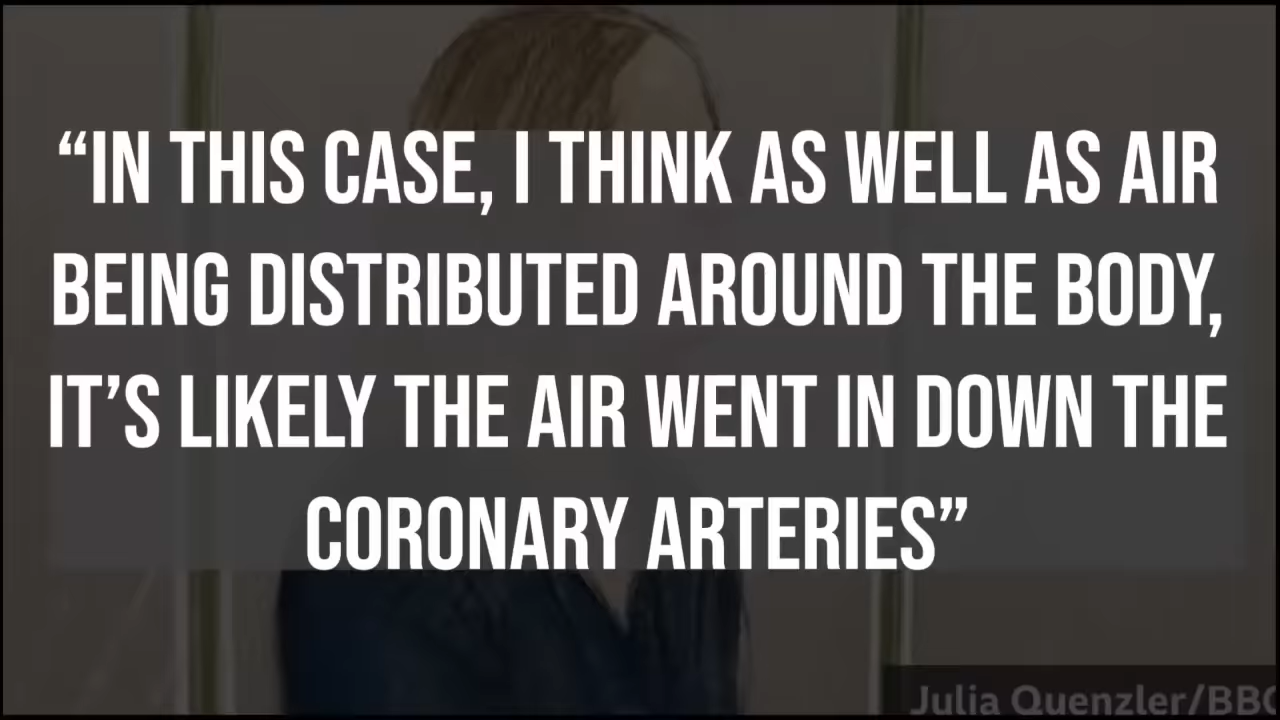 “IN THIS CASE, I THINK AS WELL AS AIR
BEING DISTRIBUTED AROUND THE BODY,
IT’S LIKELY THE AIR WENT IN DOWN THE
CORONARY ARTERIES”
Julia Quenzler/BBC